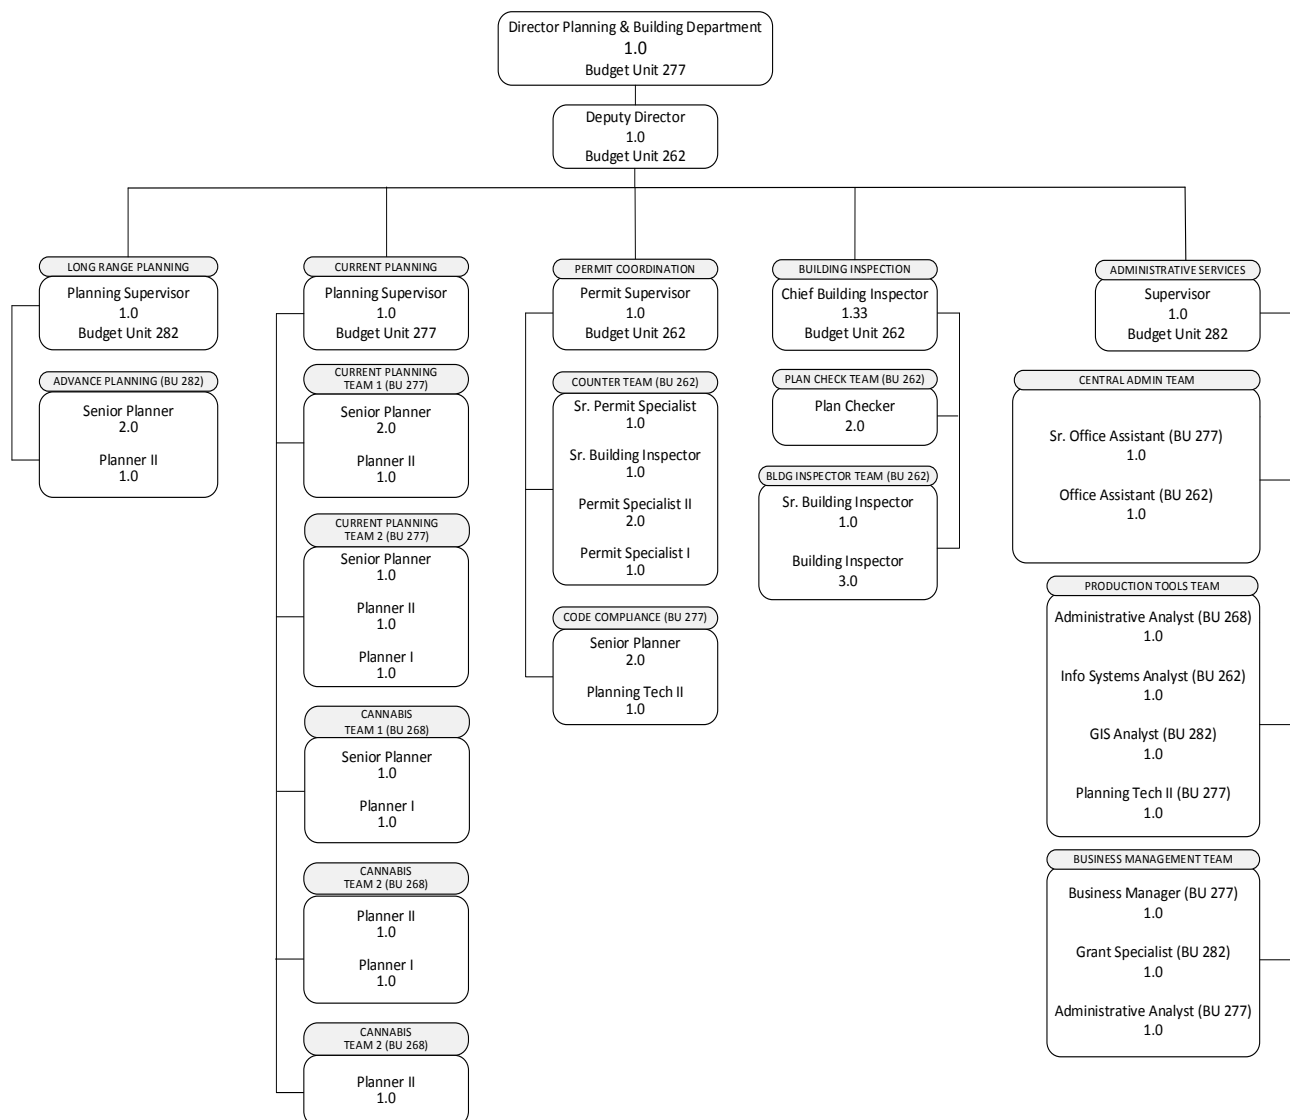 Director Planning & Building Department
1.0
Budget Unit 277
Deputy Director
1.0
Budget Unit 262
LONG RANGE PLANNING
Planning Supervisor
1.0
Budget Unit 282
ADVANCE PLANNING (BU 282)
Senior Planner
2.0
Planner II
1.0
CURRENT PLANNING
Planning Supervisor
1.0
Budget Unit 277
CURRENT PLANNING
TEAM 1 (BU 277)
Senior Planner
2.0
Planner II
1.0
CURRENT PLANNING
TEAM 2 (BU 277)
Senior Planner
1.0
Planner II
1.0
Planner I
1.0
CANNABIS
TEAM 1 (BU 268)
Senior Planner
1.0
Planner I
1.0
CANNABIS
TEAM 2 (BU 268)
Planner II
1.0
Planner I
1.0
CANNABIS
TEAM 2 (BU 268)
Planner II
1.0
PERMIT COORDINATION
Permit Supervisor
1.0
Budget Unit 262
COUNTER TEAM (BU 262)
Sr. Permit Specialist
1.0
Sr. Building Inspector
1.0
Permit Specialist II
2.0
Permit Specialist I
1.0
CODE COMPLIANCE (BU 277)
Senior Planner
2.0
Planning Tech II
1.0
BUILDING INSPECTION
Chief Building Inspector
1.33
Budget Unit 262
PLAN CHECK TEAM (BU 262)
Plan Checker
2.0
BLDG INSPECTOR TEAM (BU 262)
Sr. Building Inspector
1.0
Building Inspector
3.0
ADMINISTRATIVE SERVICES
Supervisor
1.0
Budget Unit 282
CENTRAL ADMIN TEAM
Sr. Office Assistant (BU 277)
1.0
Office Assistant (BU 262)
1.0
PRODUCTION TOOLS TEAM
Administrative Analyst (BU 268)
1.0
Info Systems Analyst (BU 262)
1.0
GIS Analyst (BU 282)
1.0
Planning Tech II (BU 277)
1.0
BUSINESS MANAGEMENT TEAM
Business Manager (BU 277)
1.0
Grant Specialist (BU 282)
1.0
Administrative Analyst (BU 277)
1.0